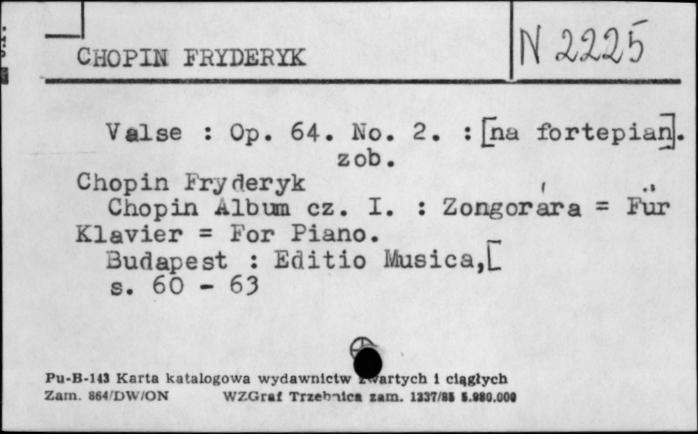 CHOPIN FRYDERYK
N 2225
Valse : Op. 64. No. 2. : [na fortepian].
zob.
Chopin Fryderyk
Chopin Album cz. I. : Zongorára = Für
Klavier = For Piano.
Budapest : Editio Musica,[
s. 60 - 63
Pu-B-143 Karta katalogowa wydawnictw zwartych i ciągłych
Zam. 864/DW/ON WZGraf Trzebnica zam. 1337/85 5.980.000